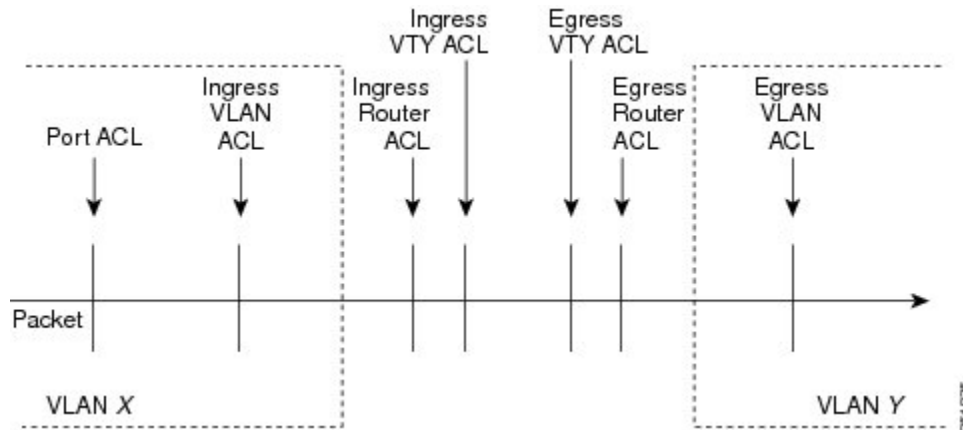 Ingress
VTY ACL
Egress
VTY ACL
Port ACL
Ingress
VLAN
ACL
Ingress
Router
ACL
Egress
Router
ACL
Egress
VLAN
ACL
Packet
VLAN X
VLAN Y